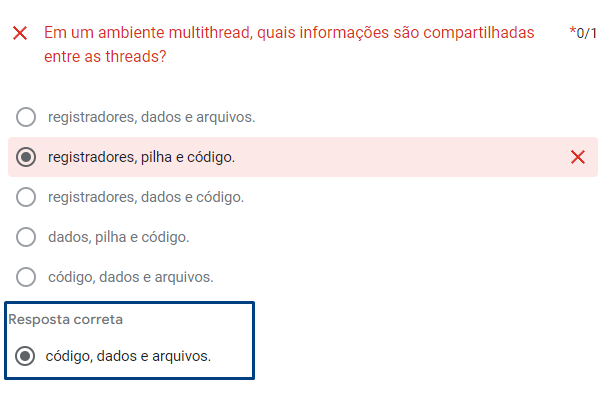 Em um ambiente multithread, quais informações são compartilhadas *0/1
entre as threads?
registradores, dados e arquivos.
registradores, pilha e código.
registradores, dados e código.
dados, pilha e código.
código, dados e arquivos.
Resposta correta
código, dados e arquivos.